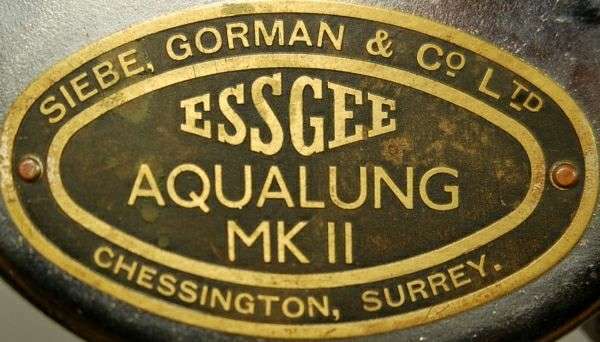 SIEBE, GORMAN & Co LTD
ESSGEE
AQUALUNG
MK II
CHESSINGTON, SURREY.